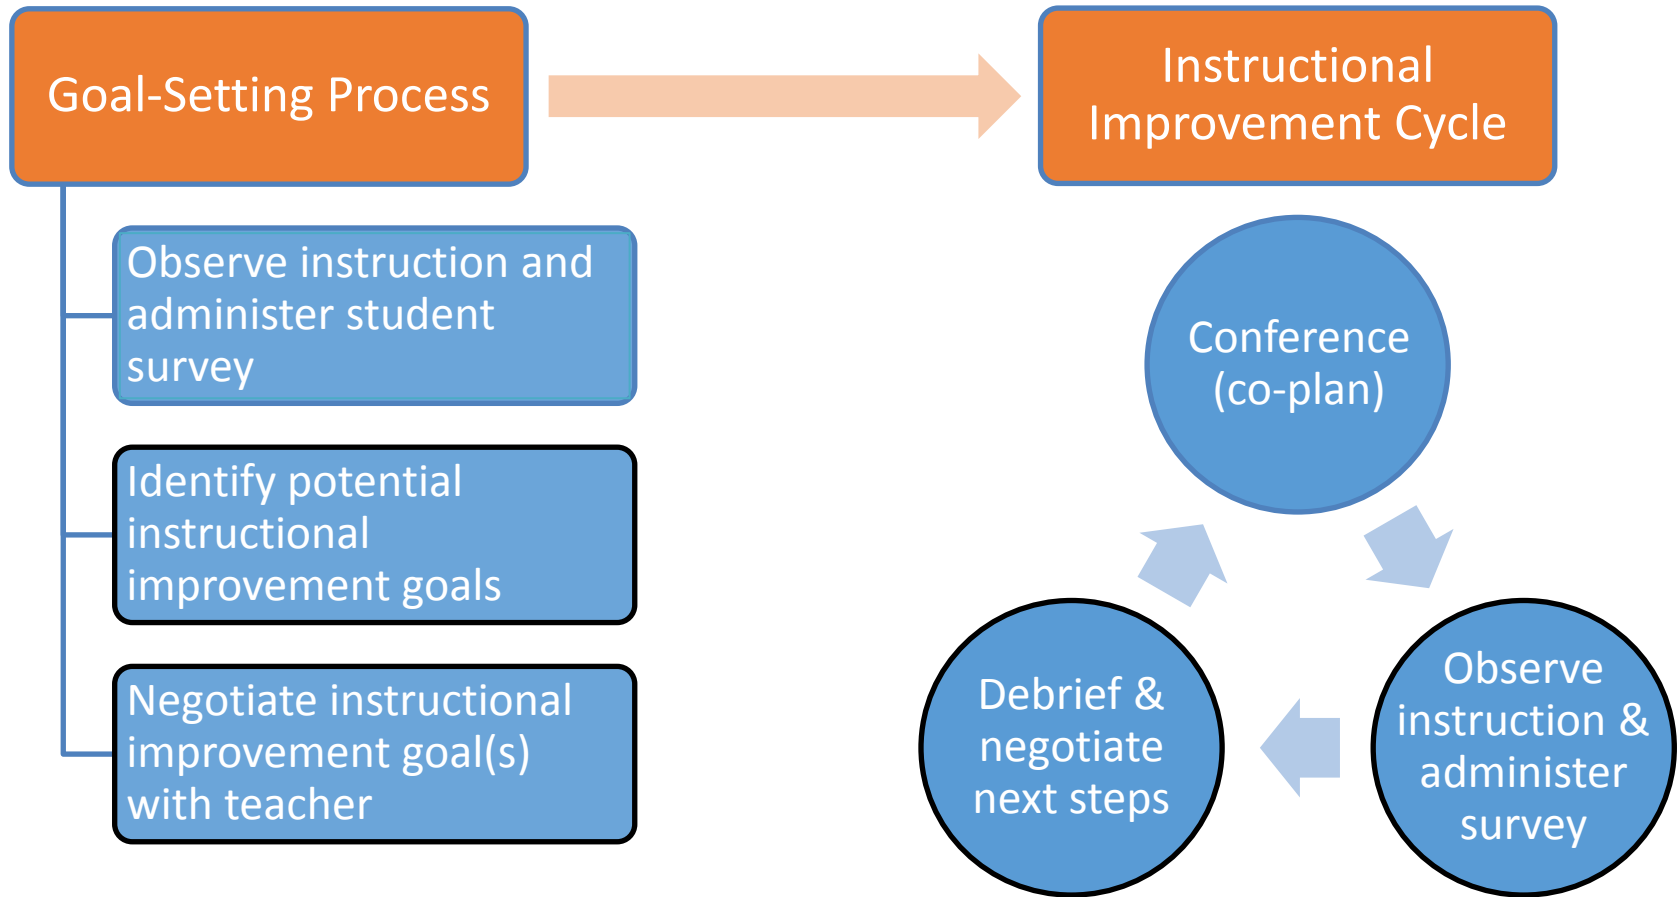 Goal-Setting Process
Instructional
Improvement Cycle
Observe instruction and
administer student
survey
Identify potential
instructional
improvement goals
Negotiate instructional
improvement goal(s)
with teacher
Conference
(co-plan)
Observe
instruction &
administer
survey
Debrief &
negotiate
next steps